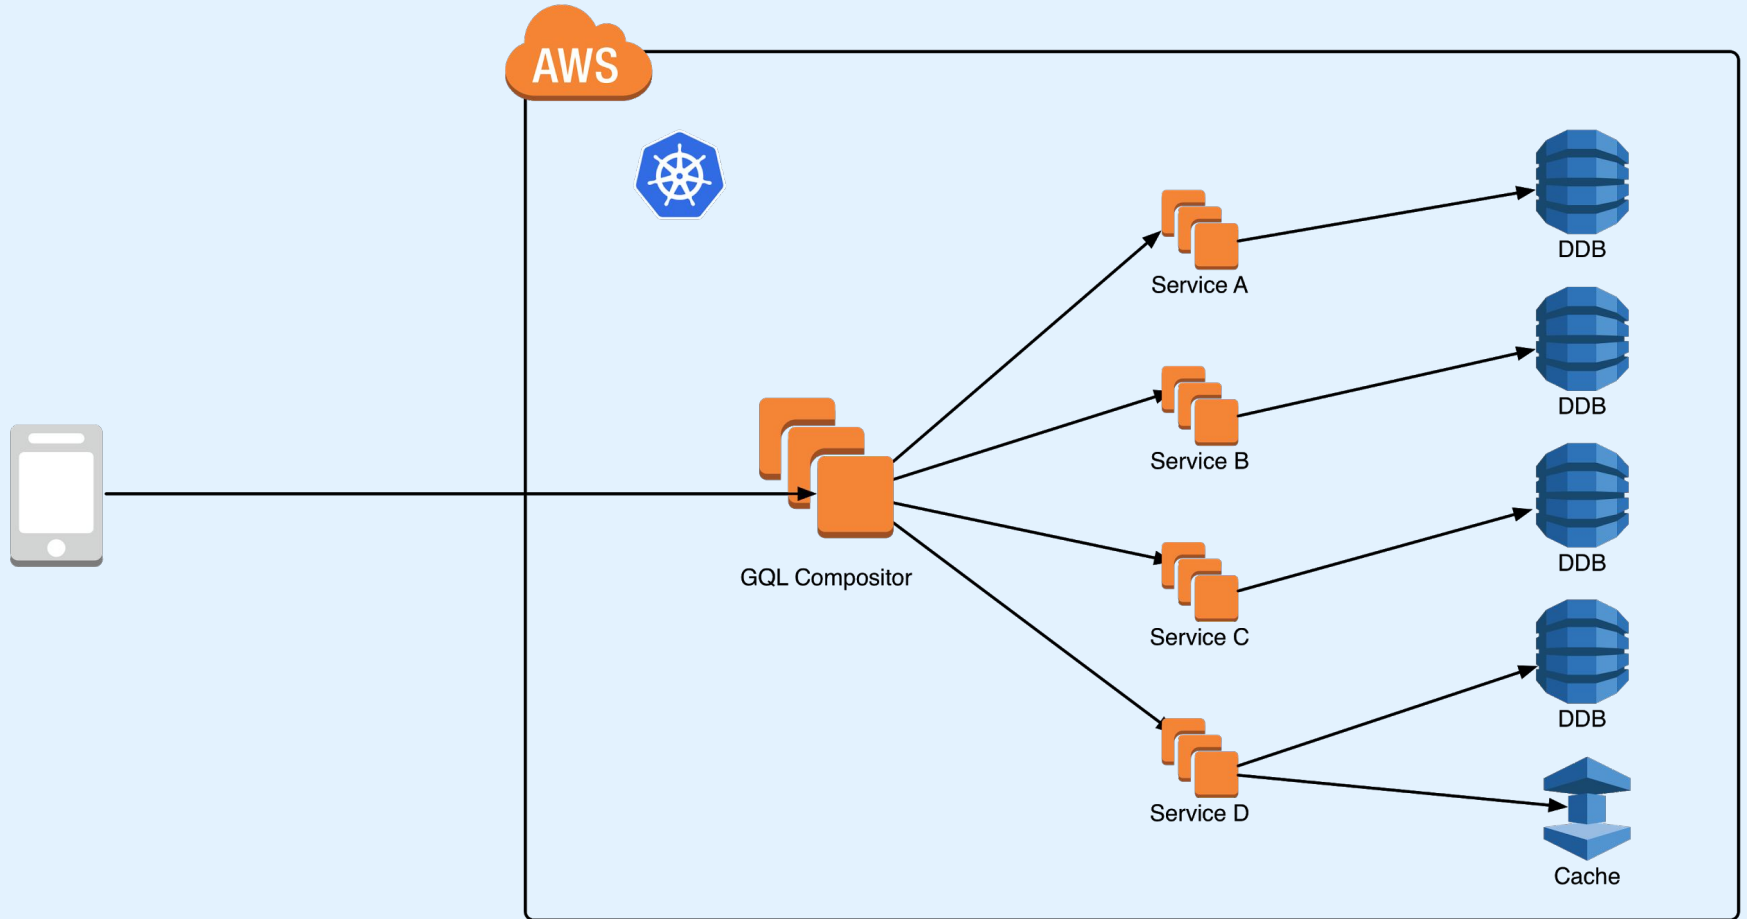 AWS
DDB
Service A
DDB
Service B
DDB
GQL Compositor
Service C
DDB
Service D
Cache